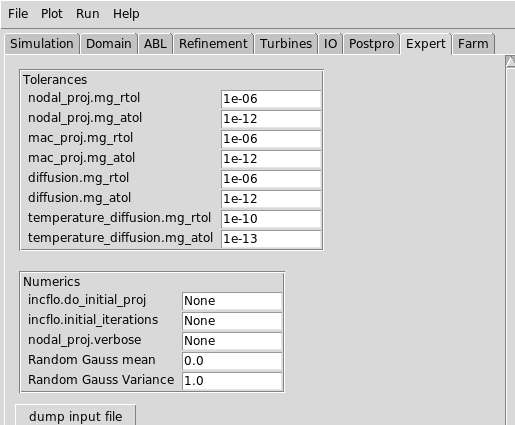 File Plot Run Help
Simulation Domain ABL Refinement Turbines IO Postpro Expert Farm
Tolerances
nodal_proj.mg_rtol 1e-06
nodal_proj.mg_atol 1e-12
mac_proj.mg_rtol 1e-06
mac_proj.mg_atol 1e-12
diffusion.mg_rtol 1e-06
diffusion.mg_atol 1e-12
temperature_diffusion.mg_rtol 1e-10
temperature_diffusion.mg_atol 1e-13
Numerics
incflo.do_initial_proj None
incflo.initial_iterations None
nodal_proj.verbose None
Random Gauss mean 0.0
Random Gauss Variance 1.0
dump input file